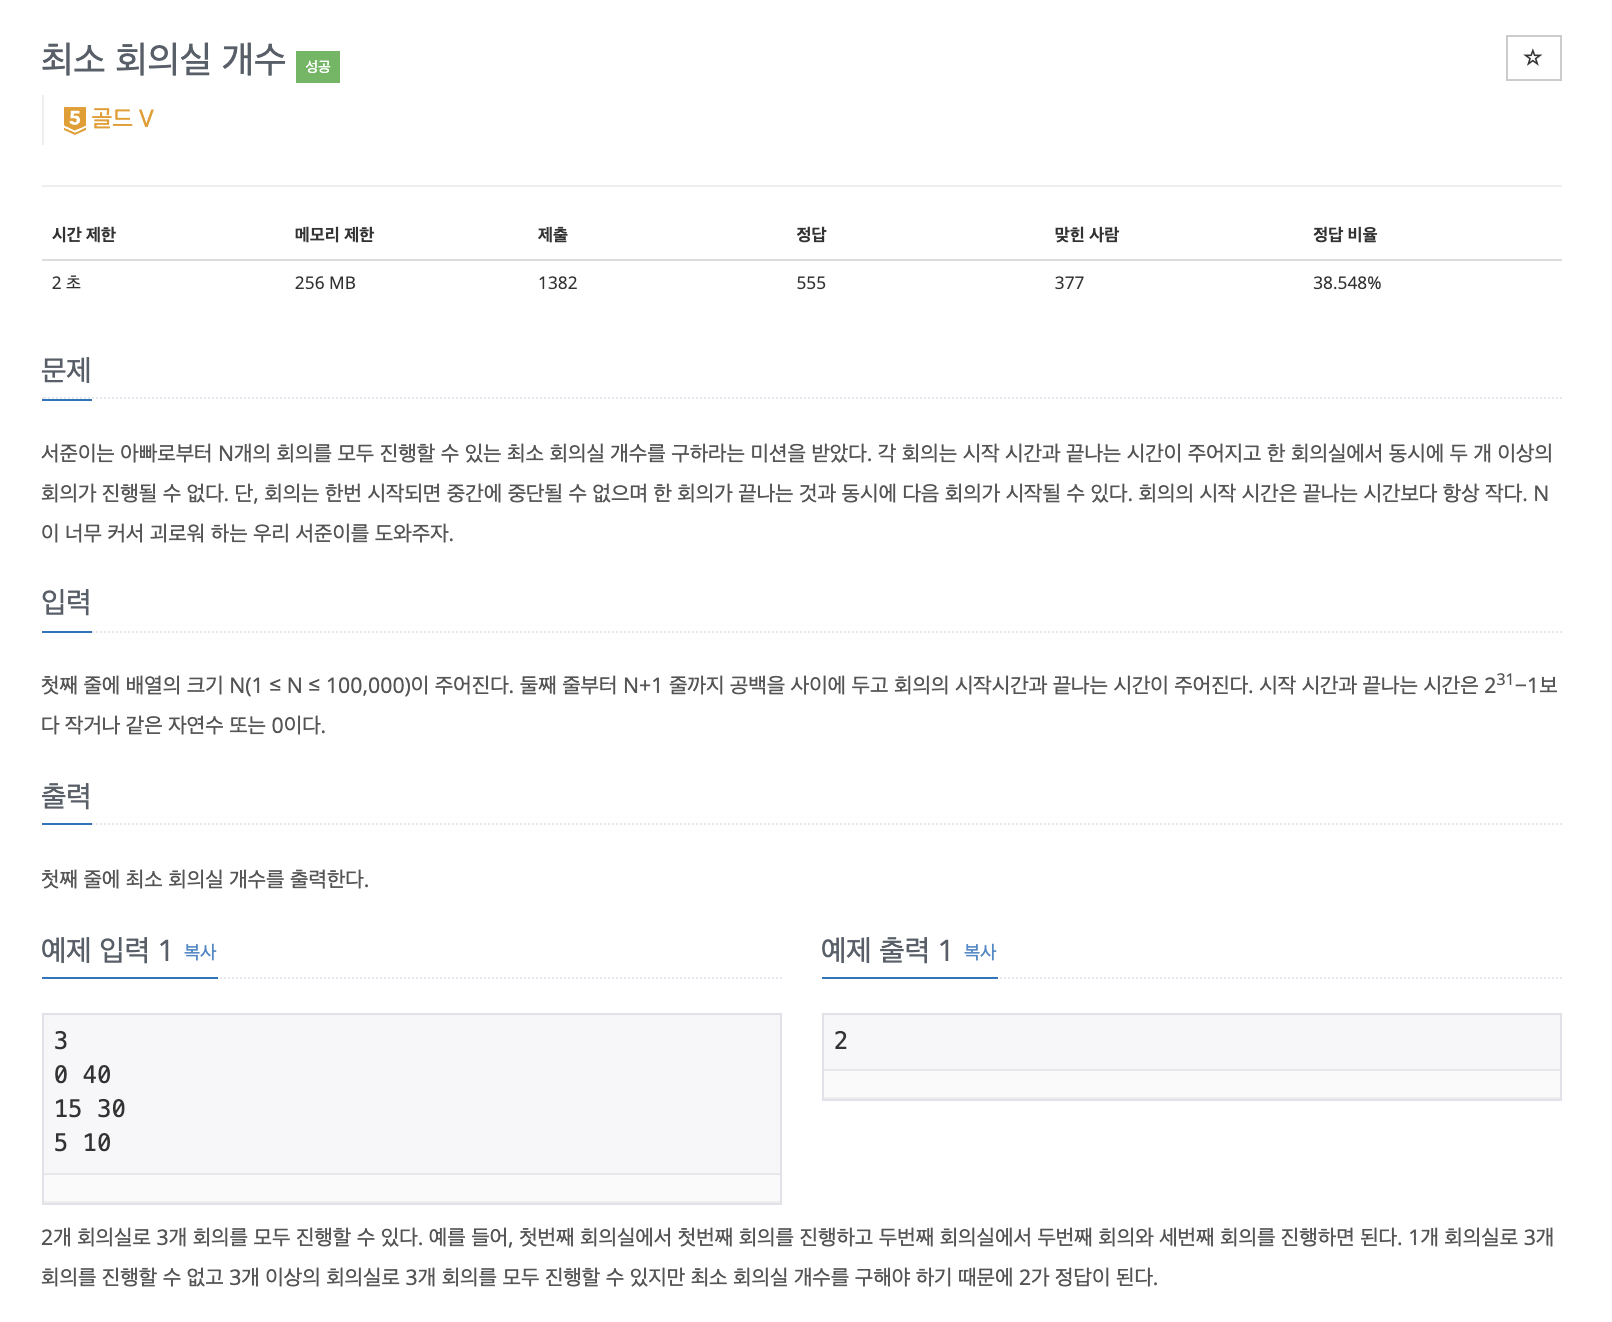 최소 회의실 개수 성공
☆
5 골드 V
시간 제한 메모리 제한 제출 정답 맞힌 사람 정답 비율
2 초 256 MB 1382 555 377 38.548%
문제
서준이는 아빠로부터 N개의 회의를 모두 진행할 수 있는 최소 회의실 개수를 구하라는 미션을 받았다. 각 회의는 시작 시간과 끝나는 시간이 주어지고 한 회의실에서 동시에 두 개 이상의
회의가 진행될 수 없다. 단, 회의는 한번 시작되면 중간에 중단될 수 없으며 한 회의가 끝나는 것과 동시에 다음 회의가 시작될 수 있다. 회의의 시작 시간은 끝나는 시간보다 항상 작다. N
이 너무 커서 괴로워 하는 우리 서준이를 도와주자.
입력
첫째 줄에 배열의 크기 N(1 ≤ N ≤ 100,000)이 주어진다. 둘째 줄부터 N+1 줄까지 공백을 사이에 두고 회의의 시작시간과 끝나는 시간이 주어진다. 시작 시간과 끝나는 시간은 2³¹−1보
다 작거나 같은 자연수 또는 0이다.
출력
첫째 줄에 최소 회의실 개수를 출력한다.
예제 입력 1 복사
3
0 40
15 30
5 10
예제 출력 1 복사
2
2개 회의실로 3개 회의를 모두 진행할 수 있다. 예를 들어, 첫번째 회의실에서 첫번째 회의를 진행하고 두번째 회의실에서 두번째 회의와 세번째 회의를 진행하면 된다. 1개 회의실로 3개
회의를 진행할 수 없고 3개 이상의 회의실로 3개 회의를 모두 진행할 수 있지만 최소 회의실 개수를 구해야 하기 때문에 2가 정답이 된다.